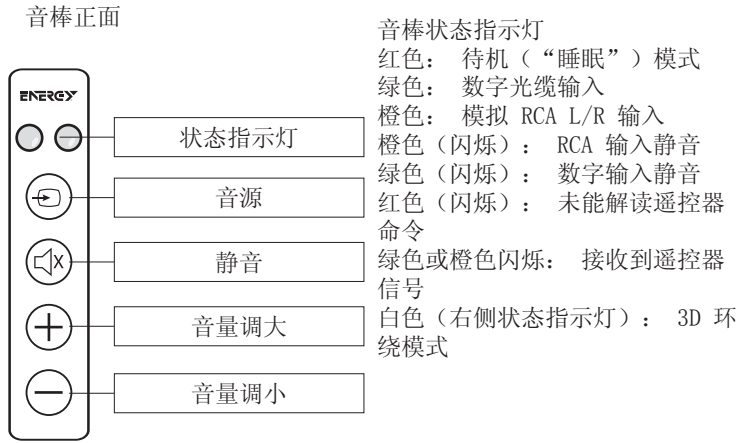 音棒正面
ENERGY
状态指示灯
音源
静音
音量调大
音量调小
音棒状态指示灯
红色： 待机（“睡眠”）模式
绿色： 数字光缆输入
橙色： 模拟 RCA L/R 输入
橙色（闪烁）： RCA 输入静音
绿色（闪烁）： 数字输入静音
红色（闪烁）： 未能解读遥控器
命令
绿色或橙色闪烁： 接收到遥控器
信号
白色（右侧状态指示灯）： 3D 环
绕模式